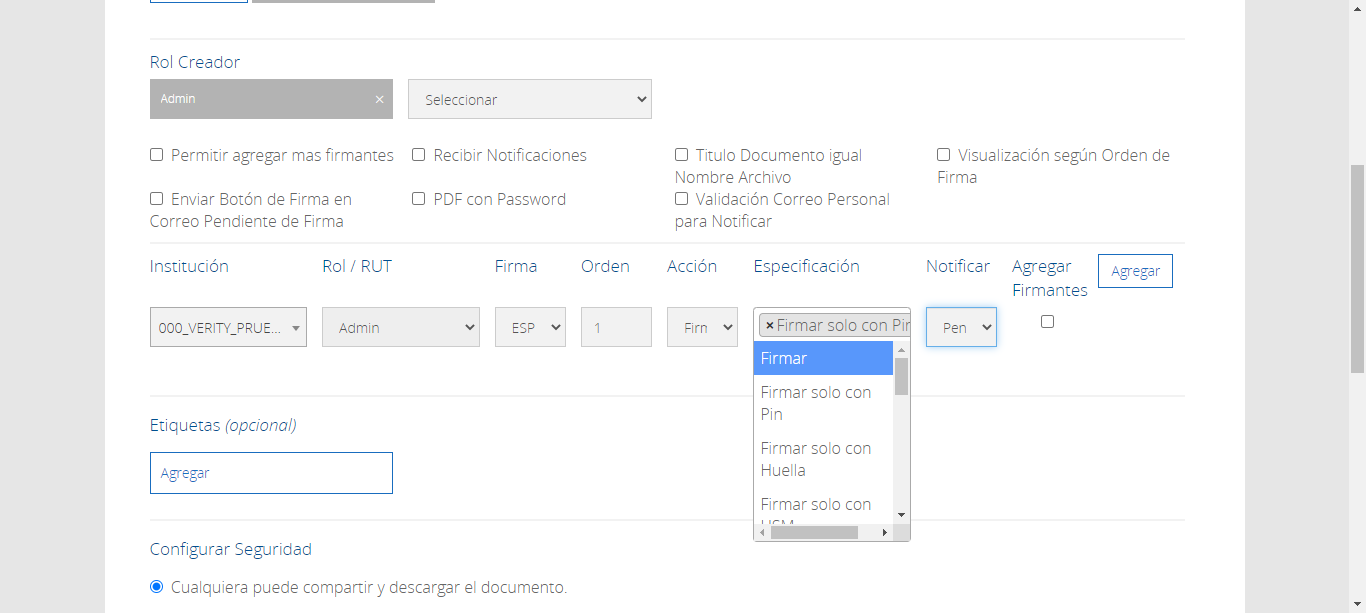 Rol Creador
Admin ×
Seleccionar
Permitir agregar mas firmantes
Recibir Notificaciones
Titulo Documento igual
Nombre Archivo
Visualización según Orden de
Firma
Enviar Botón de Firma en
Correo Pendiente de Firma
PDF con Password
Validación Correo Personal
para Notificar
Institución Rol / RUT Firma Orden Acción Especificación Notificar Agregar
Firmantes
Agregar
000_VERITY_PRUE... Admin ESP 1 Firn × Firmar solo con Pin Pen
Firmar
Firmar solo con
Pin
Firmar solo con
Huella
Firmar solo con
HSM
Etiquetas (opcional)
Agregar
Configurar Seguridad
Cualquiera puede compartir y descargar el documento.